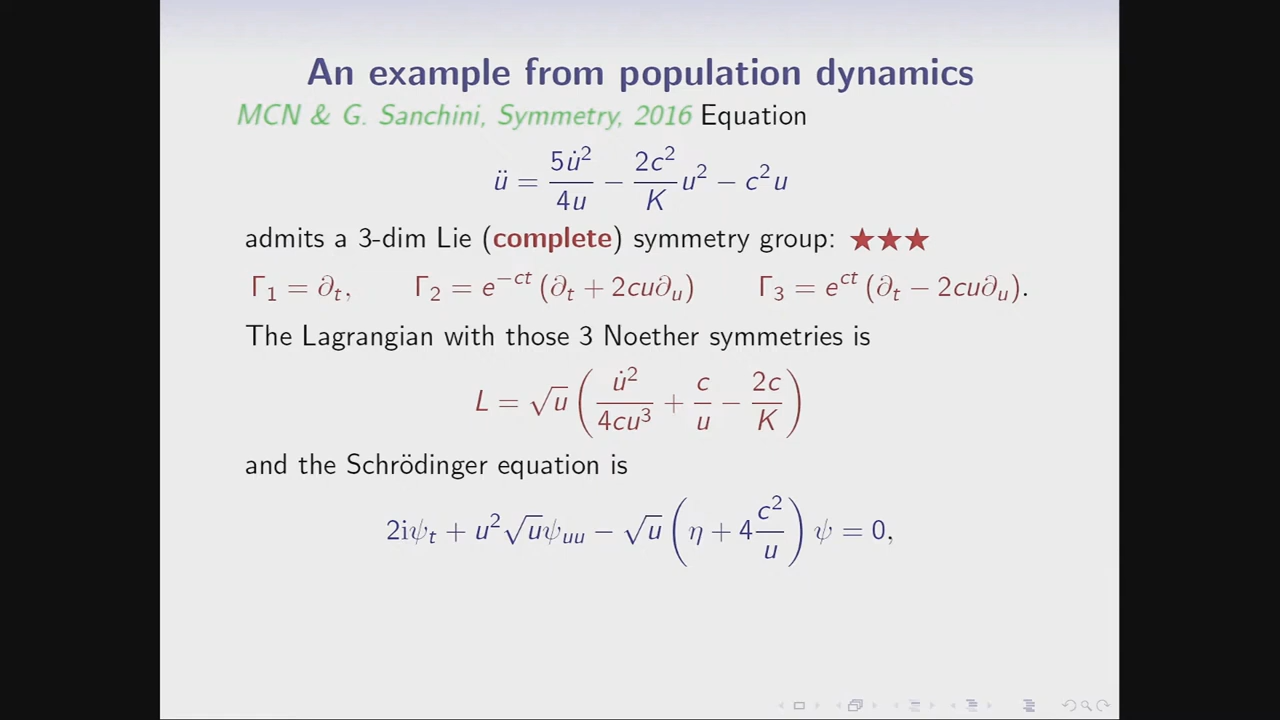 An example from population dynamics
MCN & G. Sanchini, Symmetry, 2016 Equation
ü = 5u̇²/4u − 2c²/K u² − c²u
admits a 3-dim Lie (complete) symmetry group: ★★★
Γ₁ = ∂ₜ, Γ₂ = e⁻ᶜᵗ (∂ₜ + 2cu∂ᵤ) Γ₃ = eᶜᵗ (∂ₜ − 2cu∂ᵤ).
The Lagrangian with those 3 Noether symmetries is
L = √u (u̇²/4cu³ + c/u − 2c/K)
and the Schrödinger equation is
2iψₜ + u²√uψᵤᵤ − √u (η + 4 c²/u) ψ = 0,